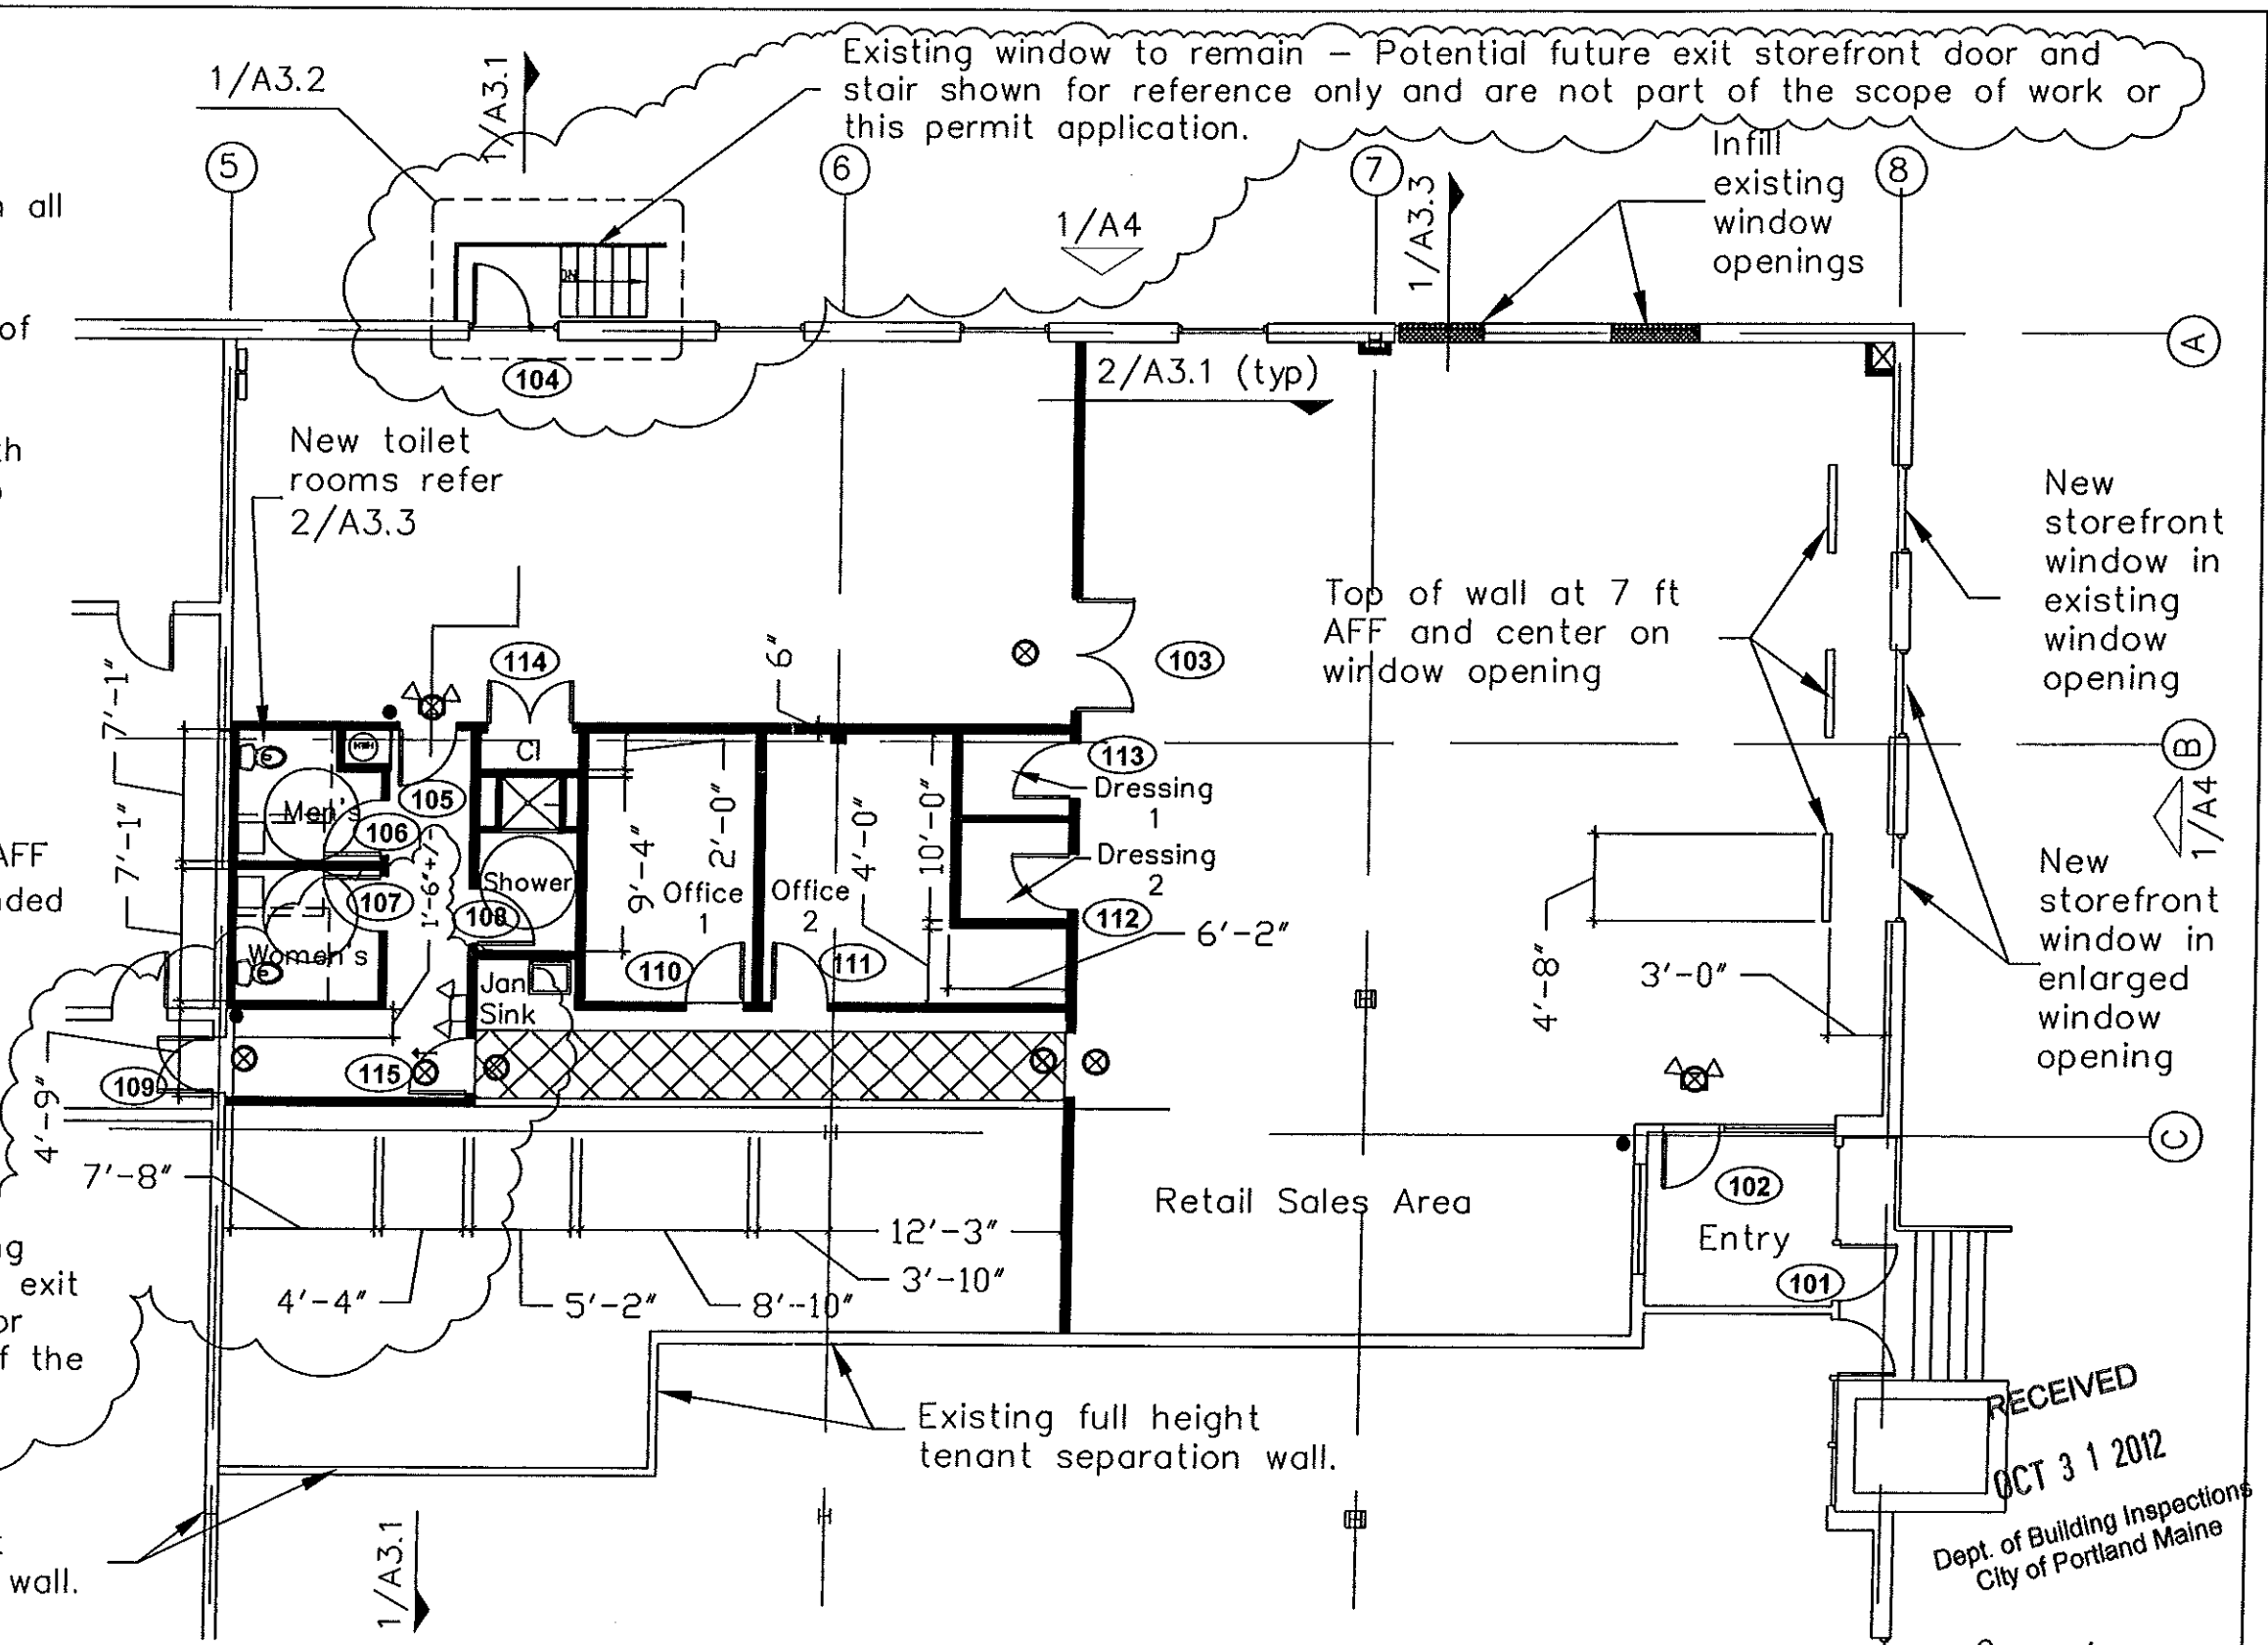 Existing window to remain – Potential future exit storefront door and
stair shown for reference only and are not part of the scope of work or
this permit application.
1/A3.2
1/A3.1
5
6
7
8
1/A4
1/A3.3
Infill
existing
window
openings
all
of
DN
A
104
2/A3.1 (typ)
New toilet
rooms refer
2/A3.3
New
storefront
window in
existing
window
opening
Top of wall at 7 ft
AFF and center on
window opening
6"
114
103
7'-1"
Cl
113
B
Dressing
1
105
Men's
106
7'-1"
2'-0"
4'-0"
10'-0"
1/A4
AFF
Dressing
2
Shower
9'-4"
Office
1
Office
2
107
1'-6"+/-
108
112
New
storefront
window in
enlarged
window
opening
6'-2"
Women's
110
111
Jan
Sink
4'-8"
3'-0"
109
115
4'-9"
C
7'-8"
Retail Sales Area
102
12'-3"
Entry
exit
4'-4"
5'-2"
8'-10"
3'-10"
101
of the
RECEIVED
Existing full height
tenant separation wall.
OCT 3 1 2012
Dept. of Building Inspections
City of Portland Maine
wall.
1/A3.1